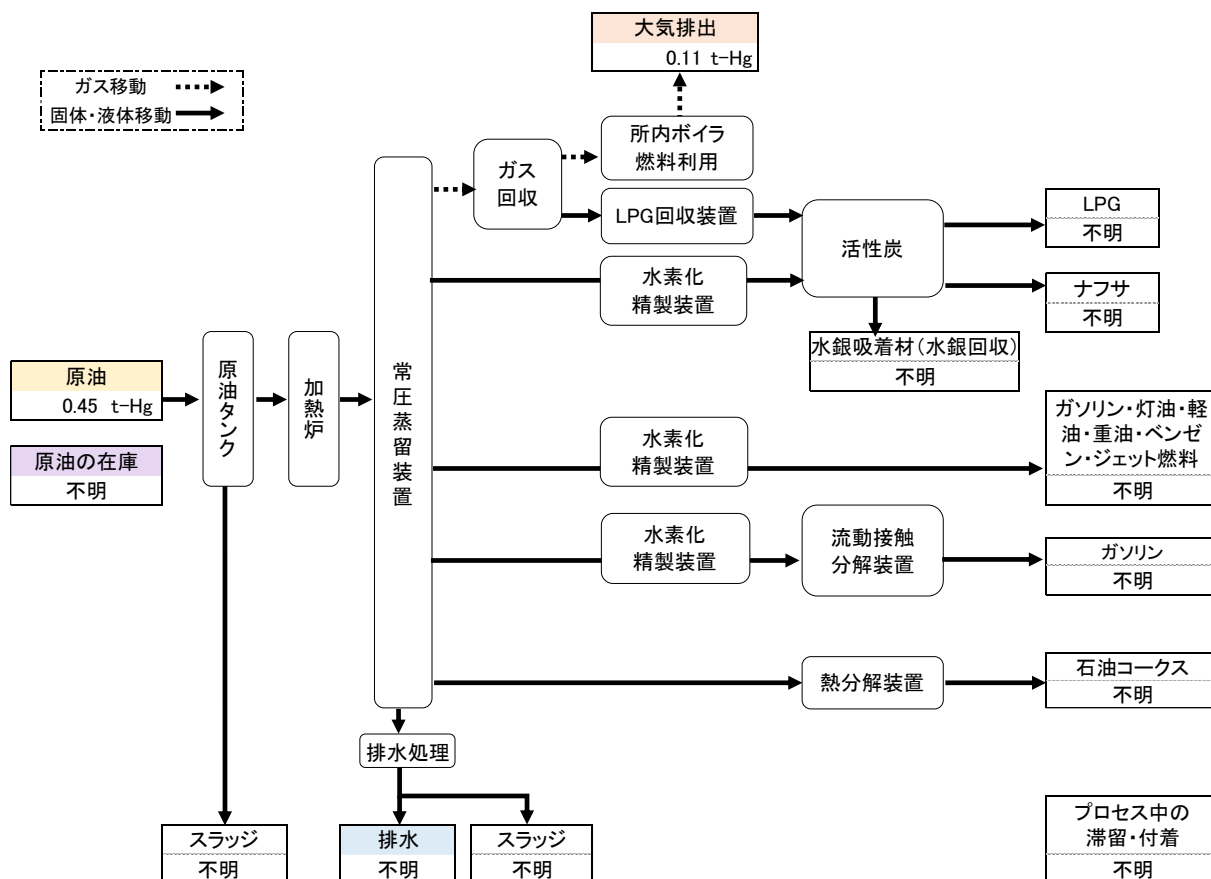 大気排出
0.11 t-Hg
ガス移動
固体・液体移動
所内ボイラ
燃料利用
ガス
回収
LPG回収装置
活性炭
LPG
不明
水素化
精製装置
ナフサ
不明
水銀吸着材(水銀回収)
不明
原油
0.45 t-Hg
原油の在庫
不明
原油タンク
加熱炉
常圧蒸留装置
水素化
精製装置
ガソリン・灯油・軽
油・重油・ベンゼ
ン・ジェット燃料
不明
水素化
精製装置
流動接触
分解装置
ガソリン
不明
熱分解装置
石油コークス
不明
排水処理
スラッジ
不明
排水
不明
スラッジ
不明
プロセス中の
滞留・付着
不明